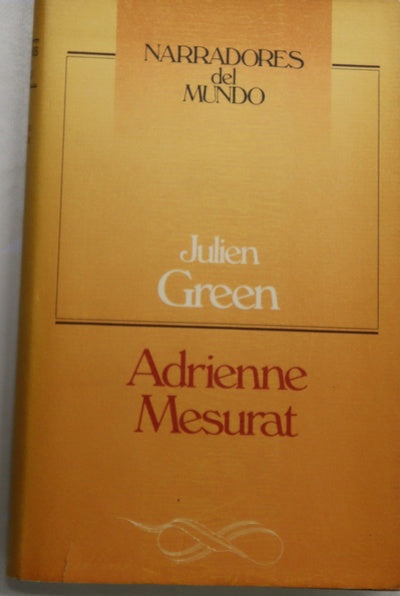 NARRADORES
del
MUNDO
Julien
Green
Adrienne
Mesurat